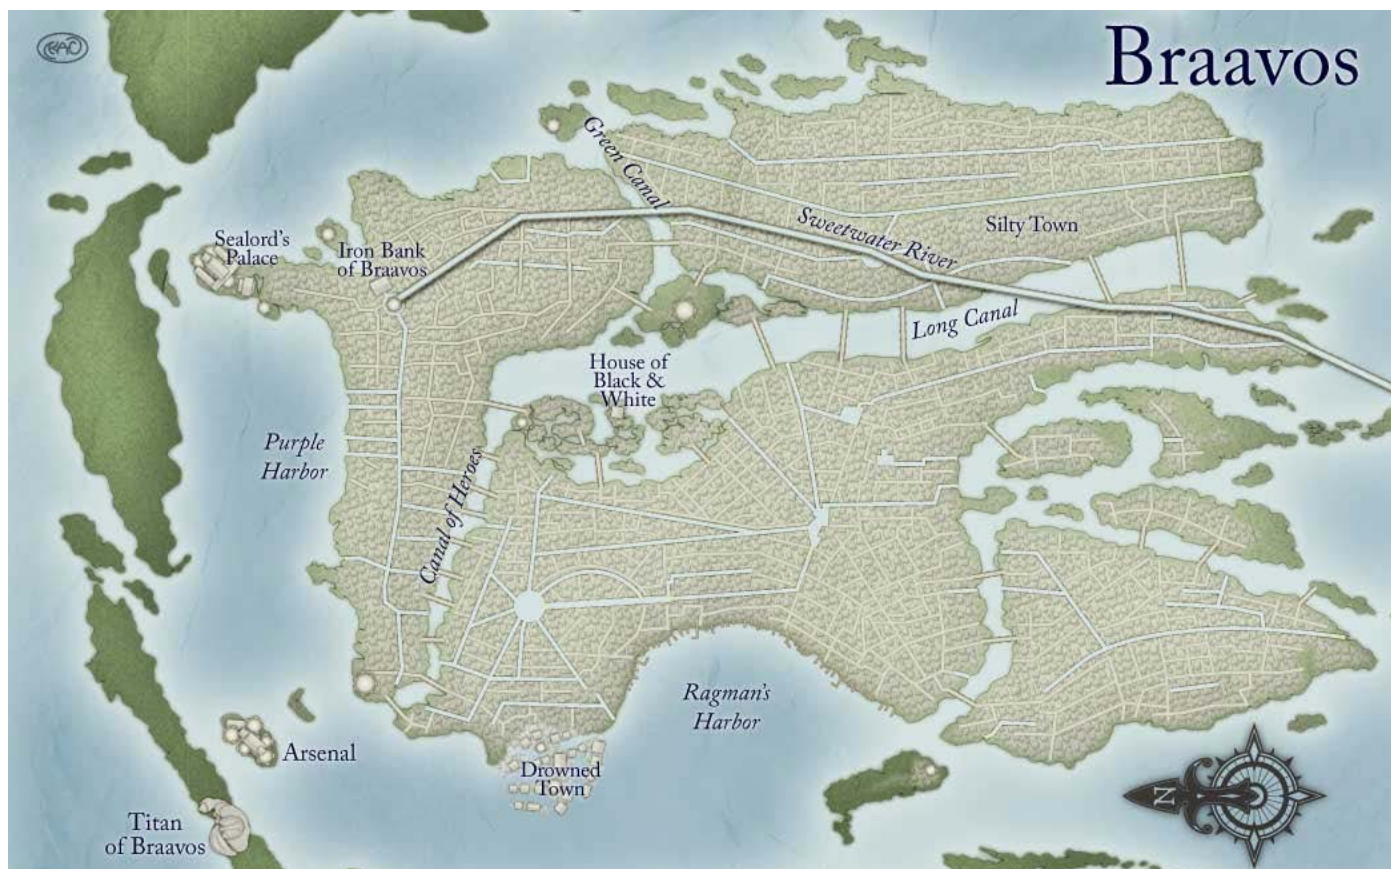 Braavos
Green Canal
Sweetwater River
Silty Town
Sealord's
Palace
Iron Bank
of Braavos
Long Canal
House of
Black &
White
Purple
Harbor
Canal of Heroes
Ragman's
Harbor
Arsenal
Drowned
Town
Titan
of Braavos
N